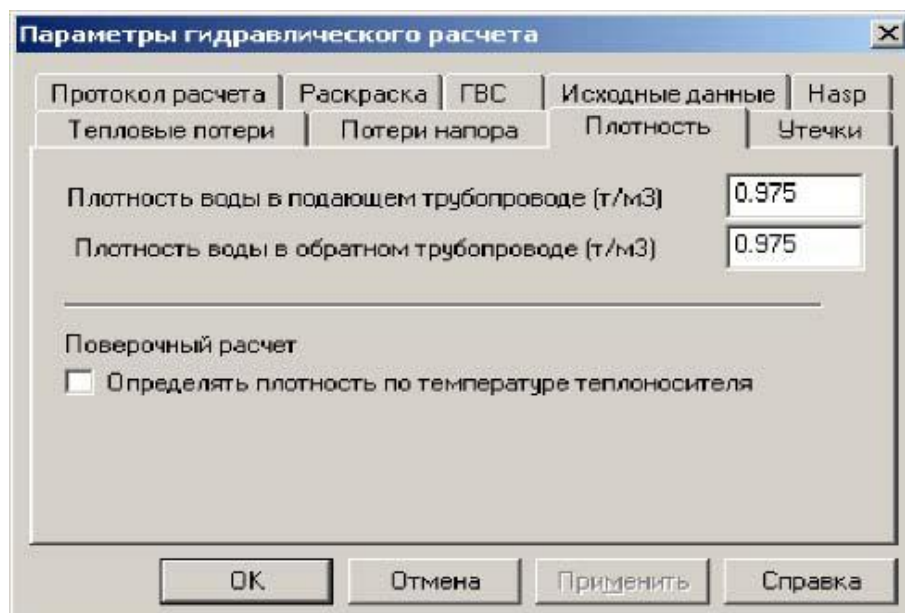 Параметры гидравлического расчета
Протокол расчета Раскраска ГВС Исходные данные Hasp
Тепловые потери Потери напора Плотность Утечки
Плотность воды в подающем трубопроводе (т/м3) 0.975
Плотность воды в обратном трубопроводе (т/м3) 0.975
Поверочный расчет
Определять плотность по температуре теплоносителя
OK Отмена Применить Справка